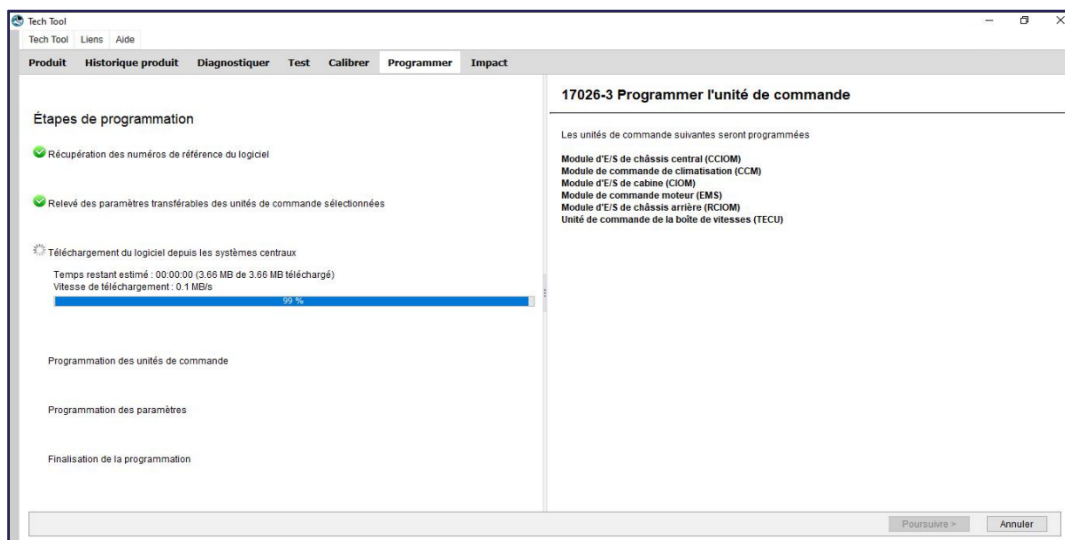 Tech Tool
Tech Tool Liens Aide
Produit Historique produit Diagnostiquer Test Calibrer Programmer Impact
Étapes de programmation
Récupération des numéros de référence du logiciel
Relevé des paramètres transférables des unités de commande sélectionnées
Téléchargement du logiciel depuis les systèmes centraux
Temps restant estimé : 00:00:00 (3.66 MB de 3.66 MB téléchargé)
Vitesse de téléchargement : 0.1 MB/s
99 %
Programmation des unités de commande
Programmation des paramètres
Finalisation de la programmation
17026-3 Programmer l'unité de commande
Les unités de commande suivantes seront programmées
Module d'E/S de châssis central (CCIOM)
Module de commande de climatisation (CCM)
Module d'E/S de cabine (CIOM)
Module de commande moteur (EMS)
Module d'E/S de châssis arrière (RCIOM)
Unité de commande de la boîte de vitesses (TECU)
Poursuivre > Annuler